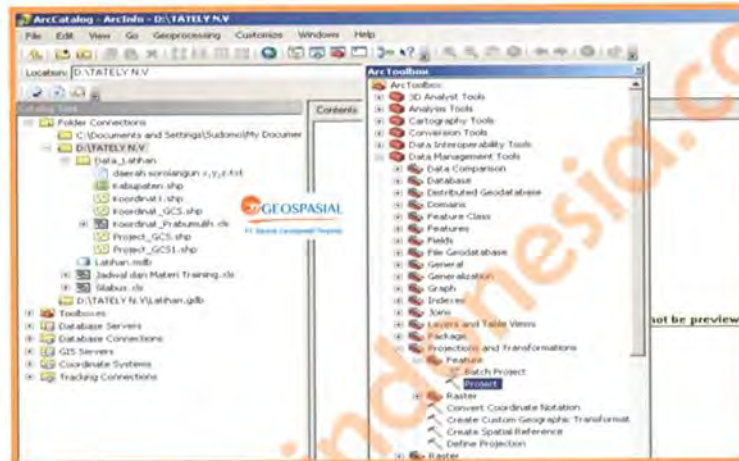 ArcCatalog - ArcInfo - D:\TATELY N.V
File Edit View Go Geoprocessing Customize Windows Help
Location: D:\TATELY N.V
Catalog Tree
Folder Connections
C:\Documents and Settings\Sudomo\My Documen
D:\TATELY N.V
Data_Latihan
daerah sorolangun x,y,z.txt
Kabupaten.shp
Koordinat1.shp
Koordinat_GCS.shp
Koordinat_Prabumulih.xls
Project_GCS.shp
Project_GCS1.shp
Latihan.mdb
Jadwal dan Materi Training.xls
Silabus.xls
D:\TATELY N.V\Latihan.gdb
Toolboxes
Database Servers
Database Connections
GIS Servers
Coordinate Systems
Tracking Connections
Contents
GEOSPASIAL
ArcToolbox
ArcToolbox
3D Analyst Tools
Analysis Tools
Cartography Tools
Conversion Tools
Data Interoperability Tools
Data Management Tools
Data Comparison
Database
Distributed Geodatabase
Domains
Feature Class
Features
Fields
File Geodatabase
General
Generalization
Graph
Indexes
Joins
Layers and Table Views
Package
Projections and Transformations
Feature
Batch Project
Project
Raster
Convert Coordinate Notation
Create Custom Geographic Transformat
Create Spatial Reference
Define Projection
Raster
not be preview
indonesia.co